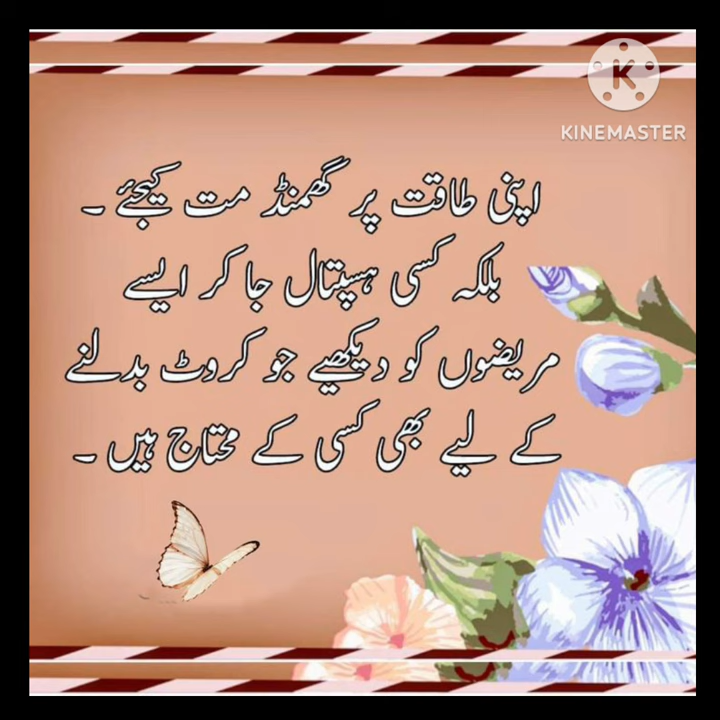 KINEMASTER
اپنی طاقت پر گھمنڈ مت کیجئے ۔
بلکہ کسی ہسپتال جا کر ایسے
مریضوں کو دیکھیے جو کروٹ بدلنے
کے لیے بھی کسی کے محتاج ہیں ۔